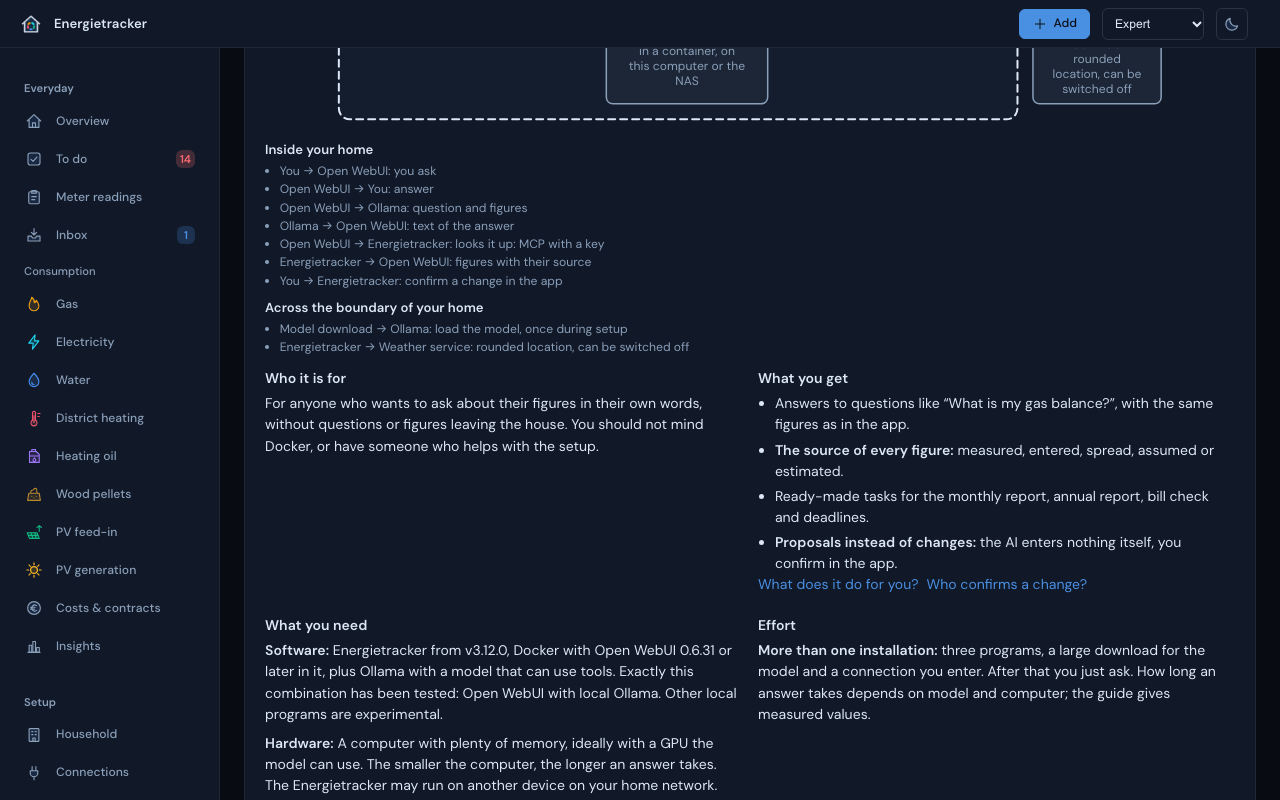 Energietracker
Add
Expert
Everyday
Overview
To do
14
Meter readings
Inbox
1
Consumption
Gas
Electricity
Water
District heating
Heating oil
Wood pellets
PV feed-in
PV generation
Costs & contracts
Insights
Setup
Household
Connections
in a container, on
this computer or the
NAS
rounded
location, can be
switched off
Inside your home
• You → Open WebUI: you ask
• Open WebUI → You: answer
• Open WebUI → Ollama: question and figures
• Ollama → Open WebUI: text of the answer
• Open WebUI → Energietracker: looks it up: MCP with a key
• Energietracker → Open WebUI: figures with their source
• You → Energietracker: confirm a change in the app
Across the boundary of your home
• Model download → Ollama: load the model, once during setup
• Energietracker → Weather service: rounded location, can be switched off
Who it is for
For anyone who wants to ask about their figures in their own words,
without questions or figures leaving the house. You should not mind
Docker, or have someone who helps with the setup.
What you get
• Answers to questions like “What is my gas balance?”, with the same
figures as in the app.
• The source of every figure: measured, entered, spread, assumed or
estimated.
• Ready-made tasks for the monthly report, annual report, bill check
and deadlines.
• Proposals instead of changes: the AI enters nothing itself, you
confirm in the app.
What does it do for you? Who confirms a change?
What you need
Software: Energietracker from v3.12.0, Docker with Open WebUI 0.6.31 or
later in it, plus Ollama with a model that can use tools. Exactly this
combination has been tested: Open WebUI with local Ollama. Other local
programs are experimental.
Hardware: A computer with plenty of memory, ideally with a GPU the
model can use. The smaller the computer, the longer an answer takes.
The Energietracker may run on another device on your home network.
Effort
More than one installation: three programs, a large download for the
model and a connection you enter. After that you just ask. How long an
answer takes depends on model and computer; the guide gives
measured values.